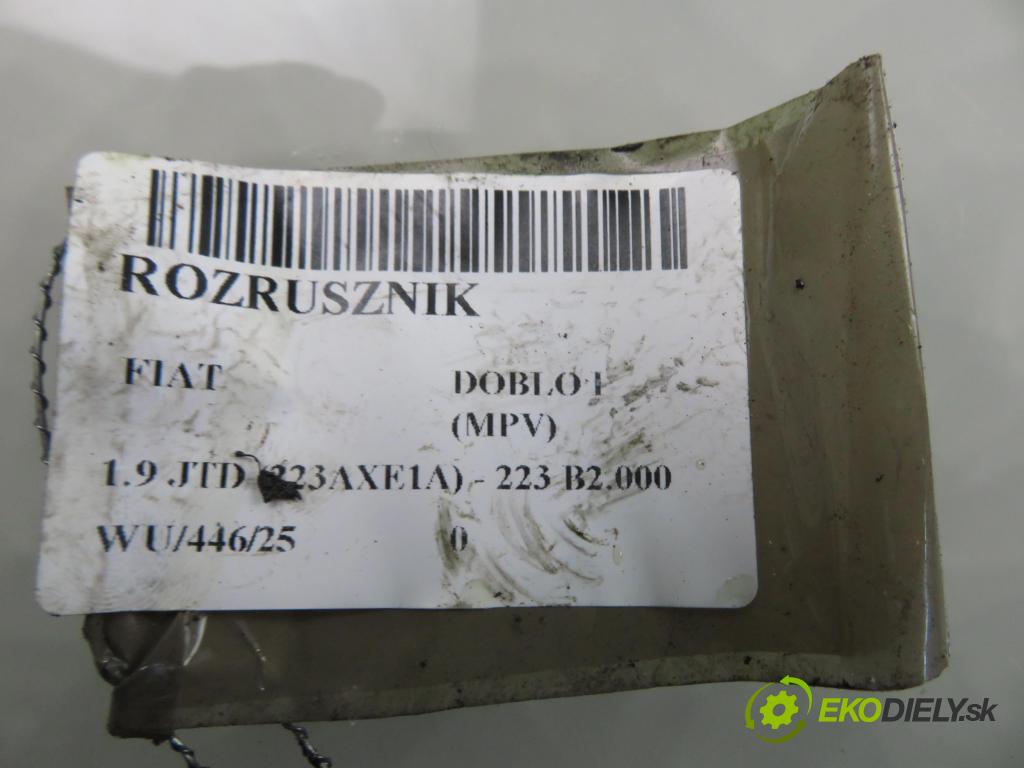 ROZRUSZNIK
FIAT DOBLO I
(MPV)
1.9 JTD (223AXE1A) - 223 B2.000
WU/446/25 0
EKODIELY.sk